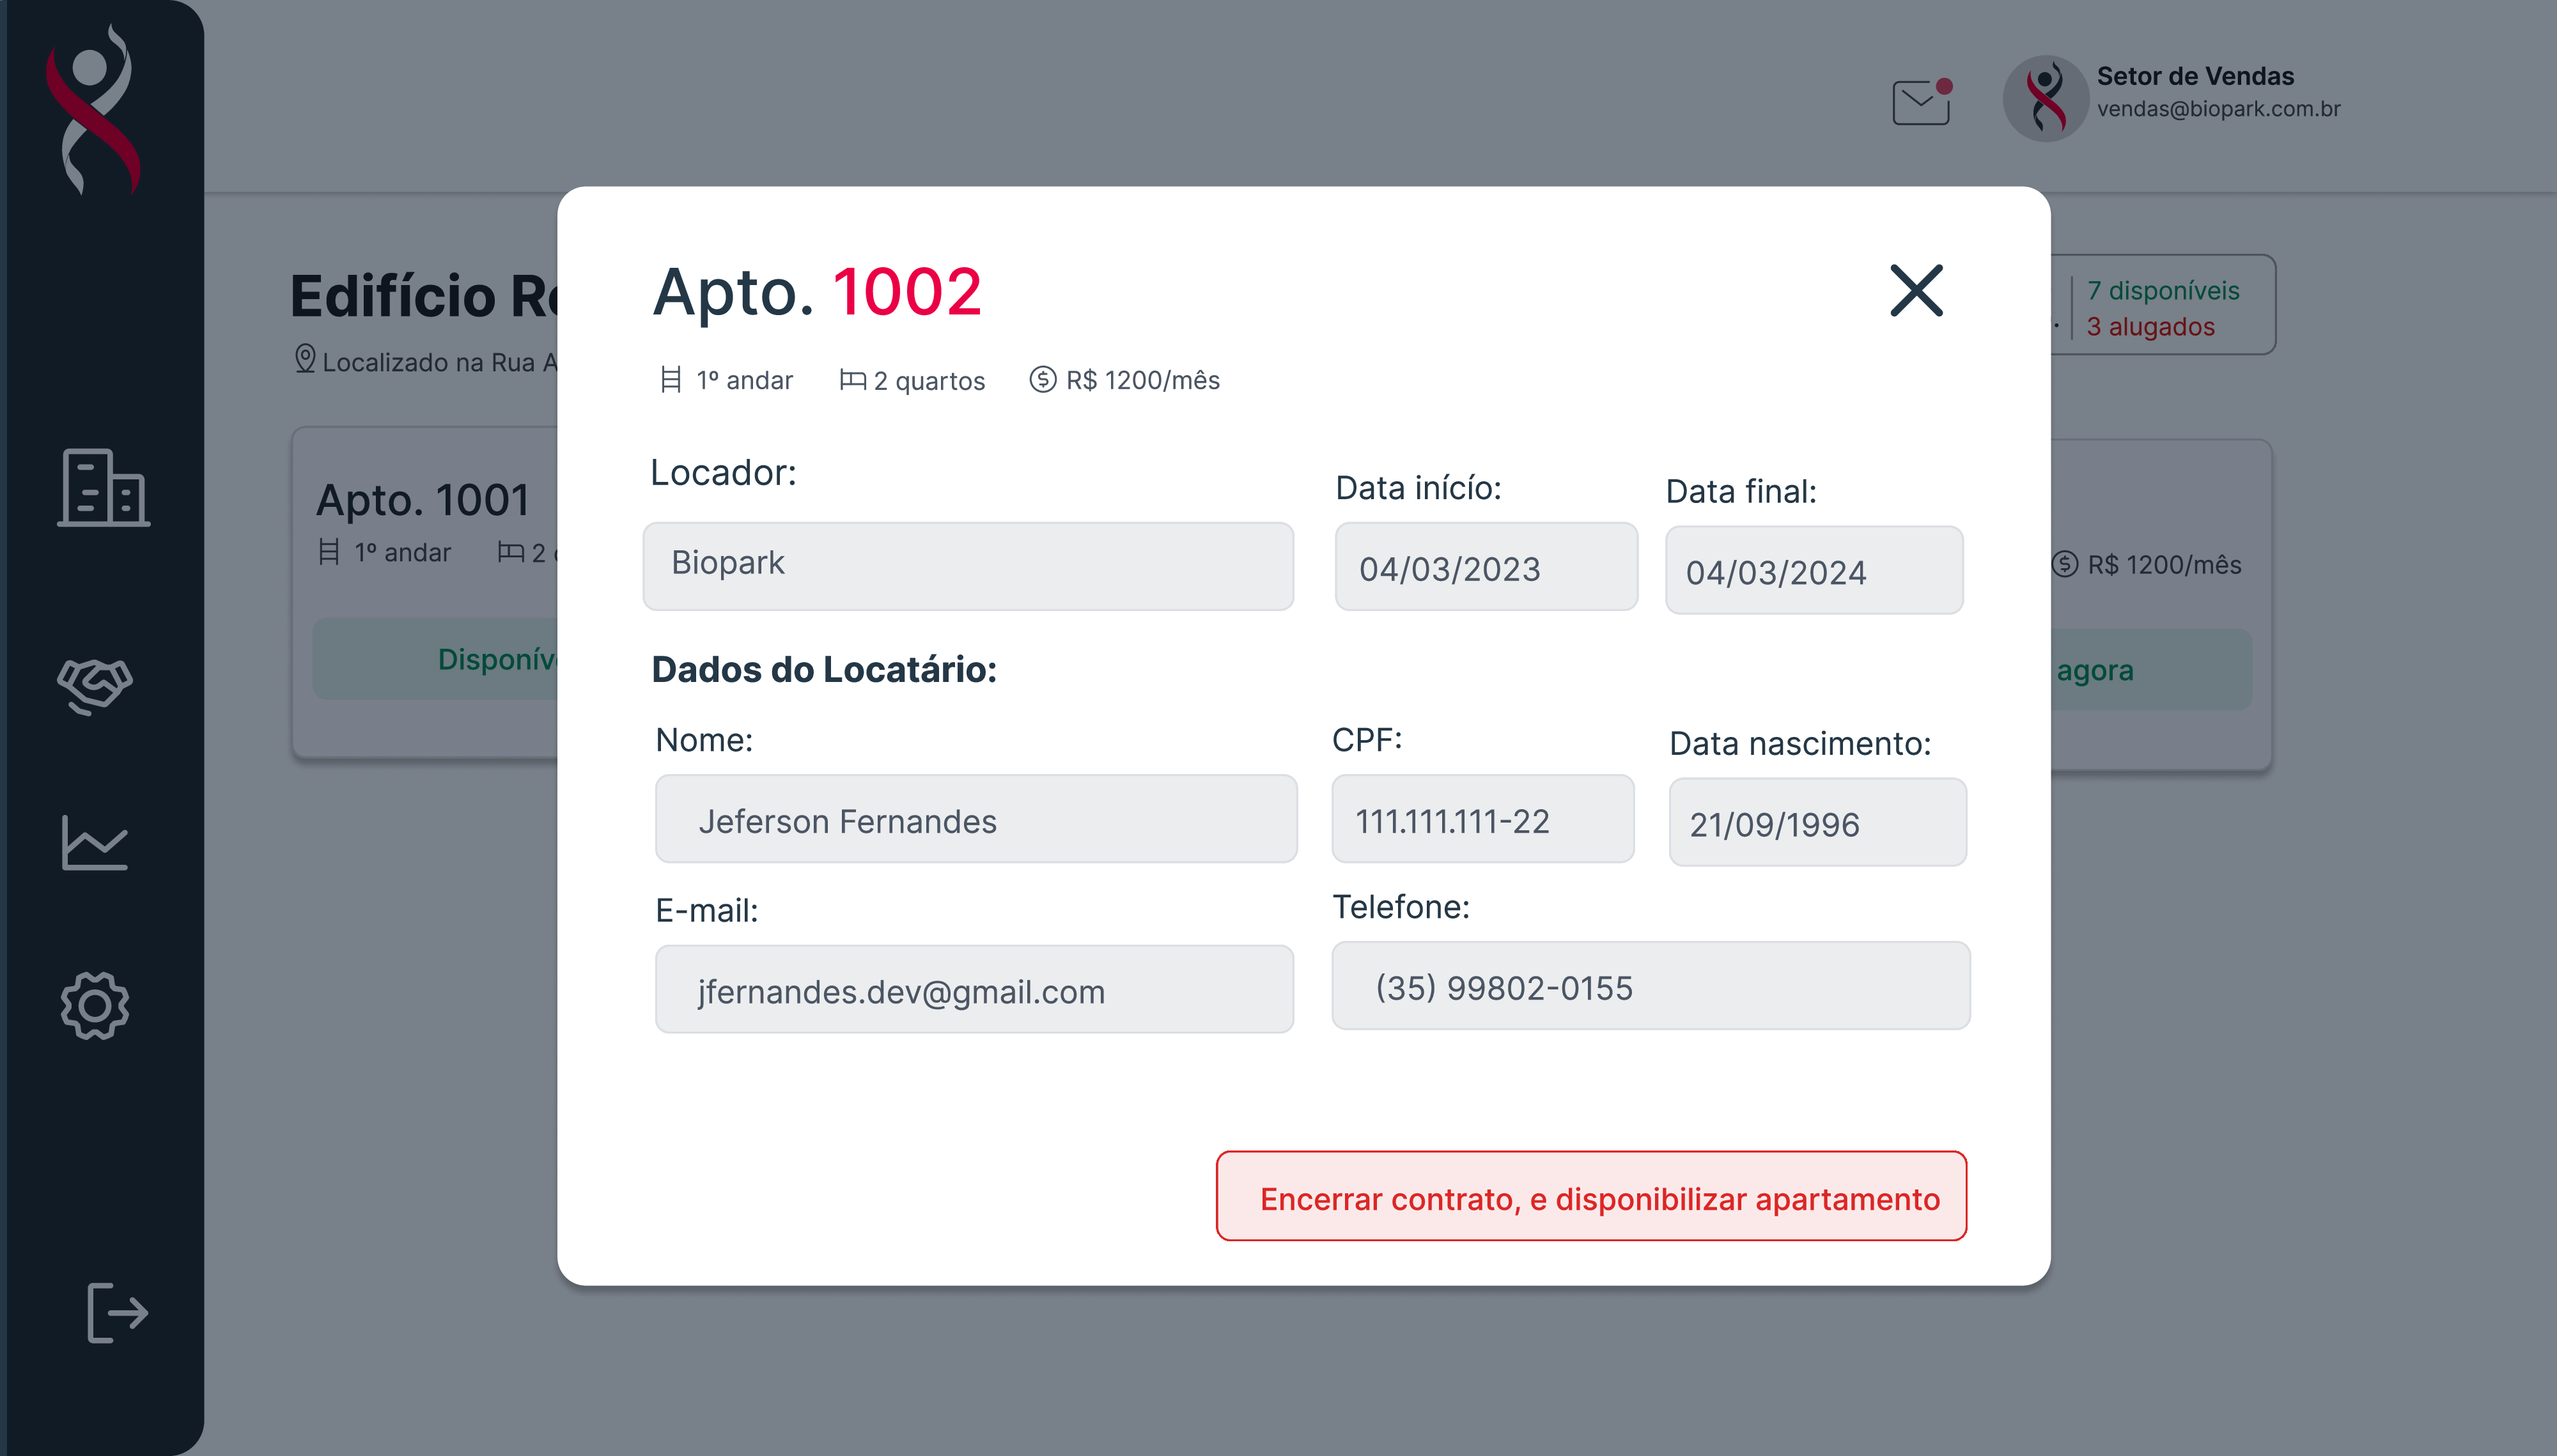 Setor de Vendas
vendas@biopark.com.br
Edifício
Localizado na Rua
7 disponíveis
3 alugados
Apto. 1001
1º andar
2
R$ 1200/mês
agora
Apto. 1002
1º andar
2 quartos
R$ 1200/mês
Locador:
Data inícío:
Data final:
Biopark
04/03/2023
04/03/2024
Dados do Locatário:
Nome:
CPF:
Data nascimento:
Jeferson Fernandes
111.111.111-22
21/09/1996
E-mail:
Telefone:
jfernandes.dev@gmail.com
(35) 99802-0155
Encerrar contrato, e disponibilizar apartamento